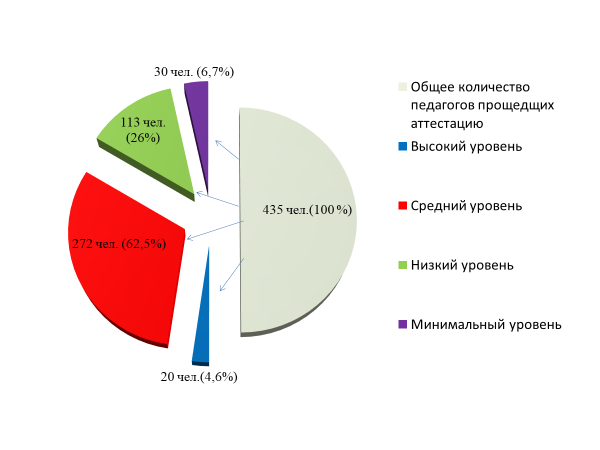 30 чел. (6,7%)
113 чел.
(26%)
435 чел.(100 %)
272 чел. (62,5%)
20 чел.(4,6%)
Общее количество
педагогов прощедщих
аттестацию
Высокий уровень
Средний уровень
Низкий уровень
Минимальный уровень